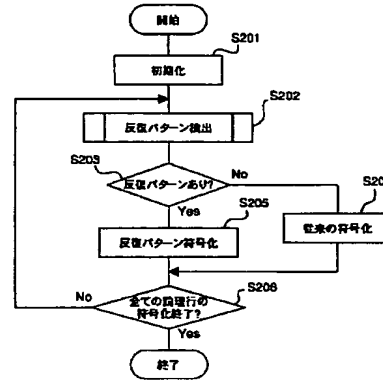 開始
S201
初期化
S202
反復パターン検出
S203
反復パターンあり?
No
Yes
S205
反復パターン符号化
従来の符号化
S206
全ての論理行の
符号化終了?
No
Yes
終了